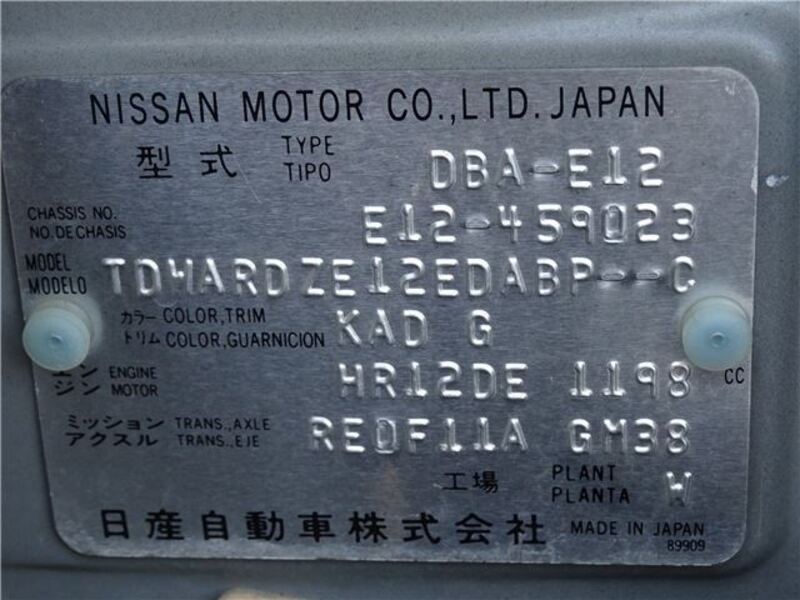 NISSAN MOTOR CO.,LTD. JAPAN
型式 TYPE TIPO DBA-E12
CHASSIS NO. NO. DE CHASIS E12-459023
MODEL MODELO TDWARDZE12EDABP---C
カラー COLOR,TRIM トリム COLOR,GUARNICION KAD G
エンジン ENGINE MOTOR HR12DE 1198 CC
ミッション TRANS.,AXLE アクスル TRANS.,EJE RE0F11A GM38
工場 PLANT PLANTA W
日産自動車株式会社 MADE IN JAPAN
89909